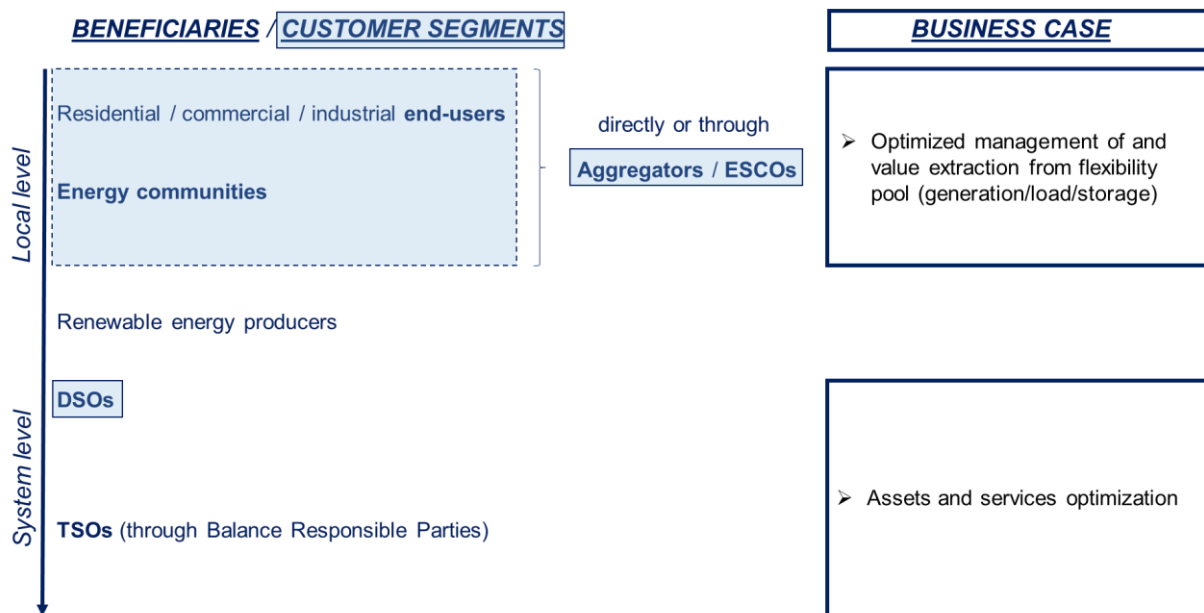 BENEFICIARIES / CUSTOMER SEGMENTS
BUSINESS CASE
Local level
Residential / commercial / industrial end-users
Energy communities
directly or through
Aggregators / ESCOs
➢ Optimized management of and
value extraction from flexibility
pool (generation/load/storage)
Renewable energy producers
System level
DSOs
TSOs (through Balance Responsible Parties)
➢ Assets and services optimization